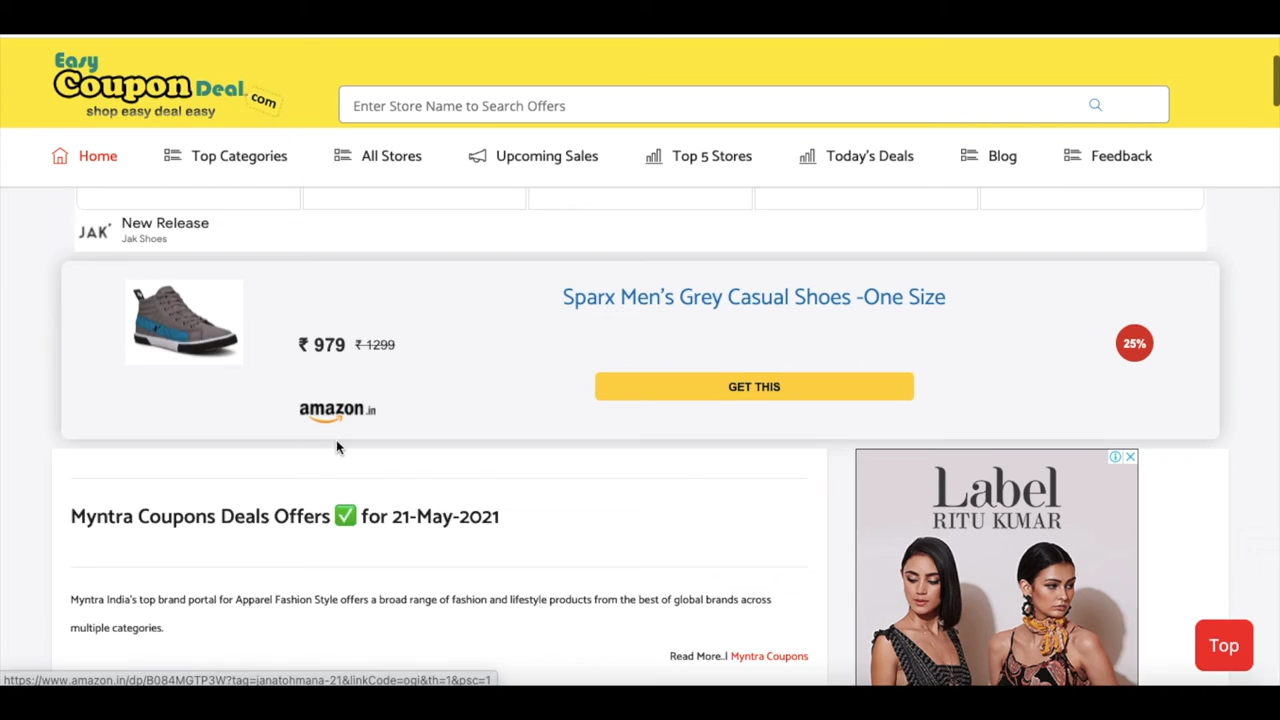 Easy
Coupon Deal.com
shop easy deal easy
Enter Store Name to Search Offers
Home
Top Categories
All Stores
Upcoming Sales
Top 5 Stores
Today's Deals
Blog
Feedback
JAK
New Release
Jak Shoes
Sparx Men's Grey Casual Shoes -One Size
₹ 979 ₹ 1299
25%
GET THIS
amazon.in
Myntra Coupons Deals Offers ✅ for 21-May-2021
Myntra India's top brand portal for Apparel Fashion Style offers a broad range of fashion and lifestyle products from the best of global brands across
multiple categories.
Read More..| Myntra Coupons
Label
RITU KUMAR
Top
https://www.amazon.in/dp/B084MGTP3W?tag=janatohmana-21&linkCode=ogi&th=1&psc=1